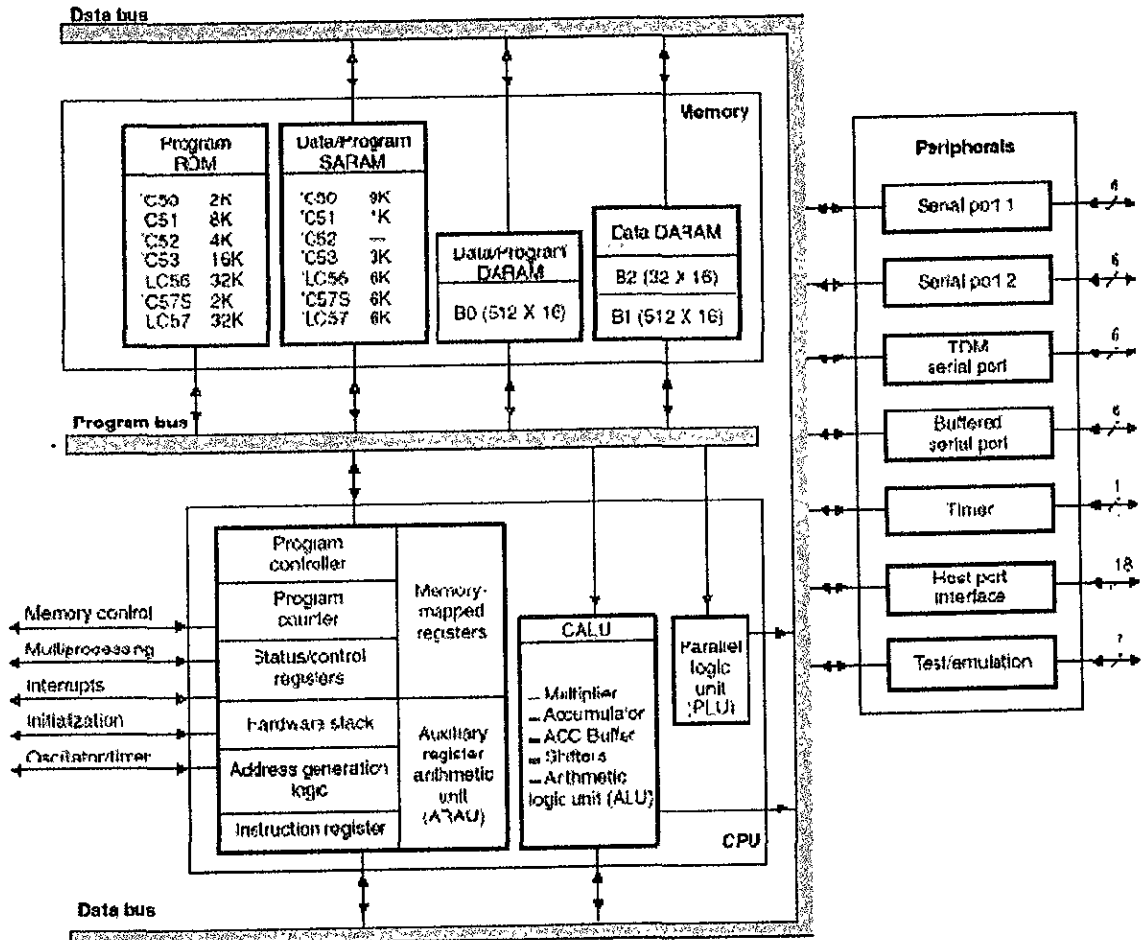 Data bus
Memory
Program
ROM
'C50 2K
C51 8K
'C52 4K
'C53 16K
LC56 32K
'C57S 2K
LC57 32K
Data/Program
SARAM
'C50 9K
'C51 1K
'C52 —
'C53 3K
'LC56 6K
'C57S 6K
'LC57 6K
Data/Program
DARAM
B0 (512 X 16)
Data DARAM
B2 (32 X 16)
B1 (512 X 16)
Program bus
Peripherals
Serial port 1
6
Serial port 2
6
TDM
serial port
6
Buffered
serial port
6
Timer
1
Host port
interface
18
Test/emulation
7
Memory control
Multiprocessing
Interrupts
Initialization
Oscillator/timer
Program
controller
Program
counter
Status/control
registers
Hardware stack
Address generation
logic
Instruction register
Memory-
mapped
registers
Auxiliary
register
arithmetic
unit
(ARAU)
CALU
— Multiplier
— Accumulator
— ACC Buffer
— Shifters
— Arithmetic
logic unit (ALU)
Parallel
logic
unit
(PLU)
CPU
Data bus